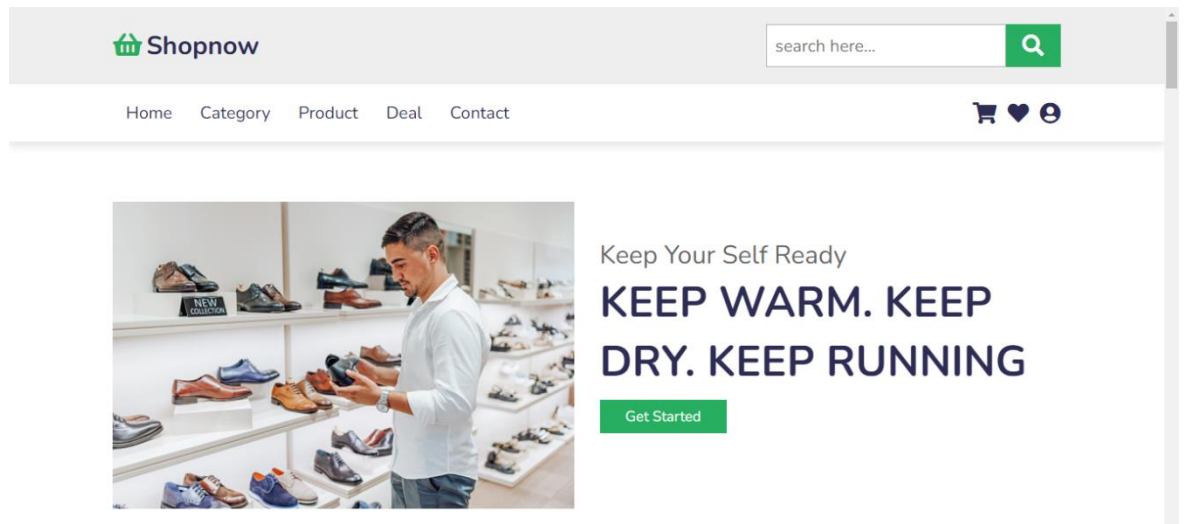 Shopnow
search here...
Home Category Product Deal Contact
NEW
COLLECTION
Keep Your Self Ready
KEEP WARM. KEEP
DRY. KEEP RUNNING
Get Started